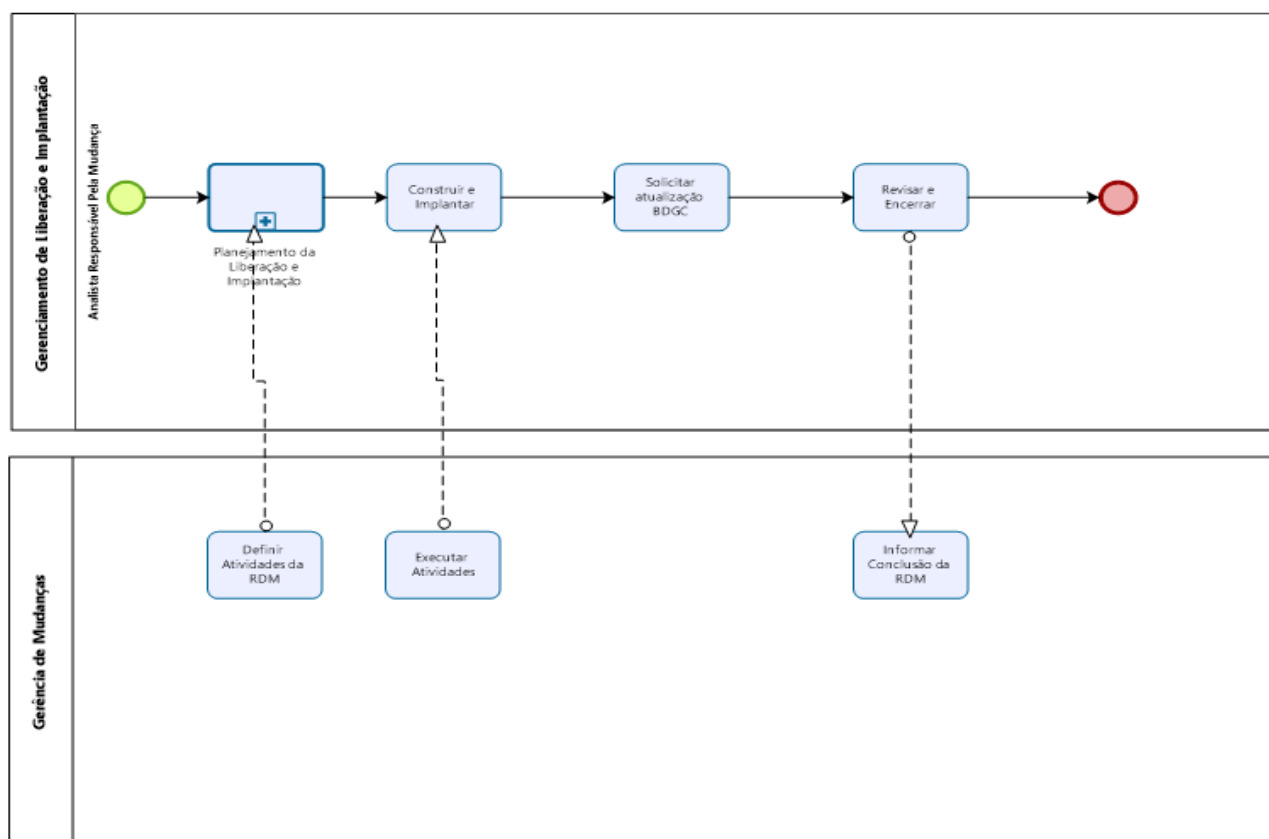 Gerenciamento de Liberação e Implantação
Analista Responsável Pela Mudança
Planejamento da
Liberação e
Implantação
Construir e
Implantar
Solicitar
atualização
BDGC
Revisar e
Encerrar
Gerência de Mudanças
Definir
Atividades da
RDM
Executar
Atividades
Informar
Conclusão da
RDM